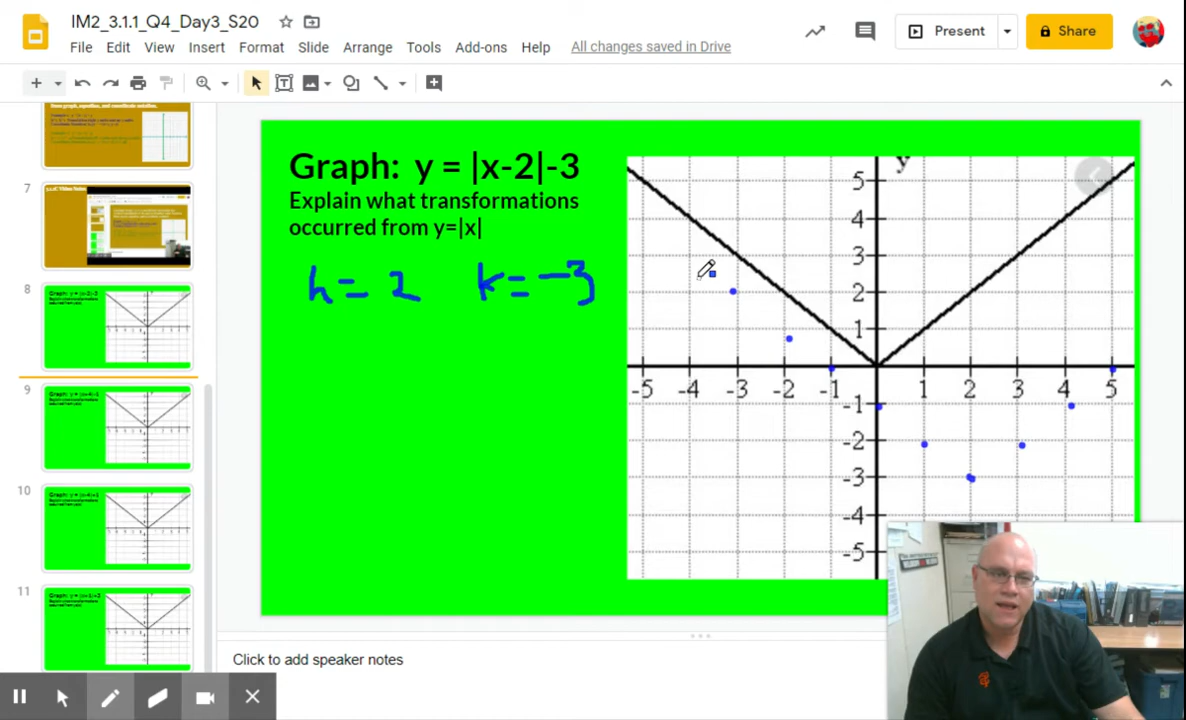 IM2_3.1.1_Q4_Day3_S20
File Edit View Insert Format Slide Arrange Tools Add-ons Help All changes saved in Drive
Present
Share
7
8
9
10
11
Graph: y = |x-2|-3
Explain what transformations
occurred from y=|x|
h = 2 k = -3
y
5
4
3
2
1
-5 -4 -3 -2 -1 1 2 3 4 5
-1
-2
-3
-4
-5
Click to add speaker notes